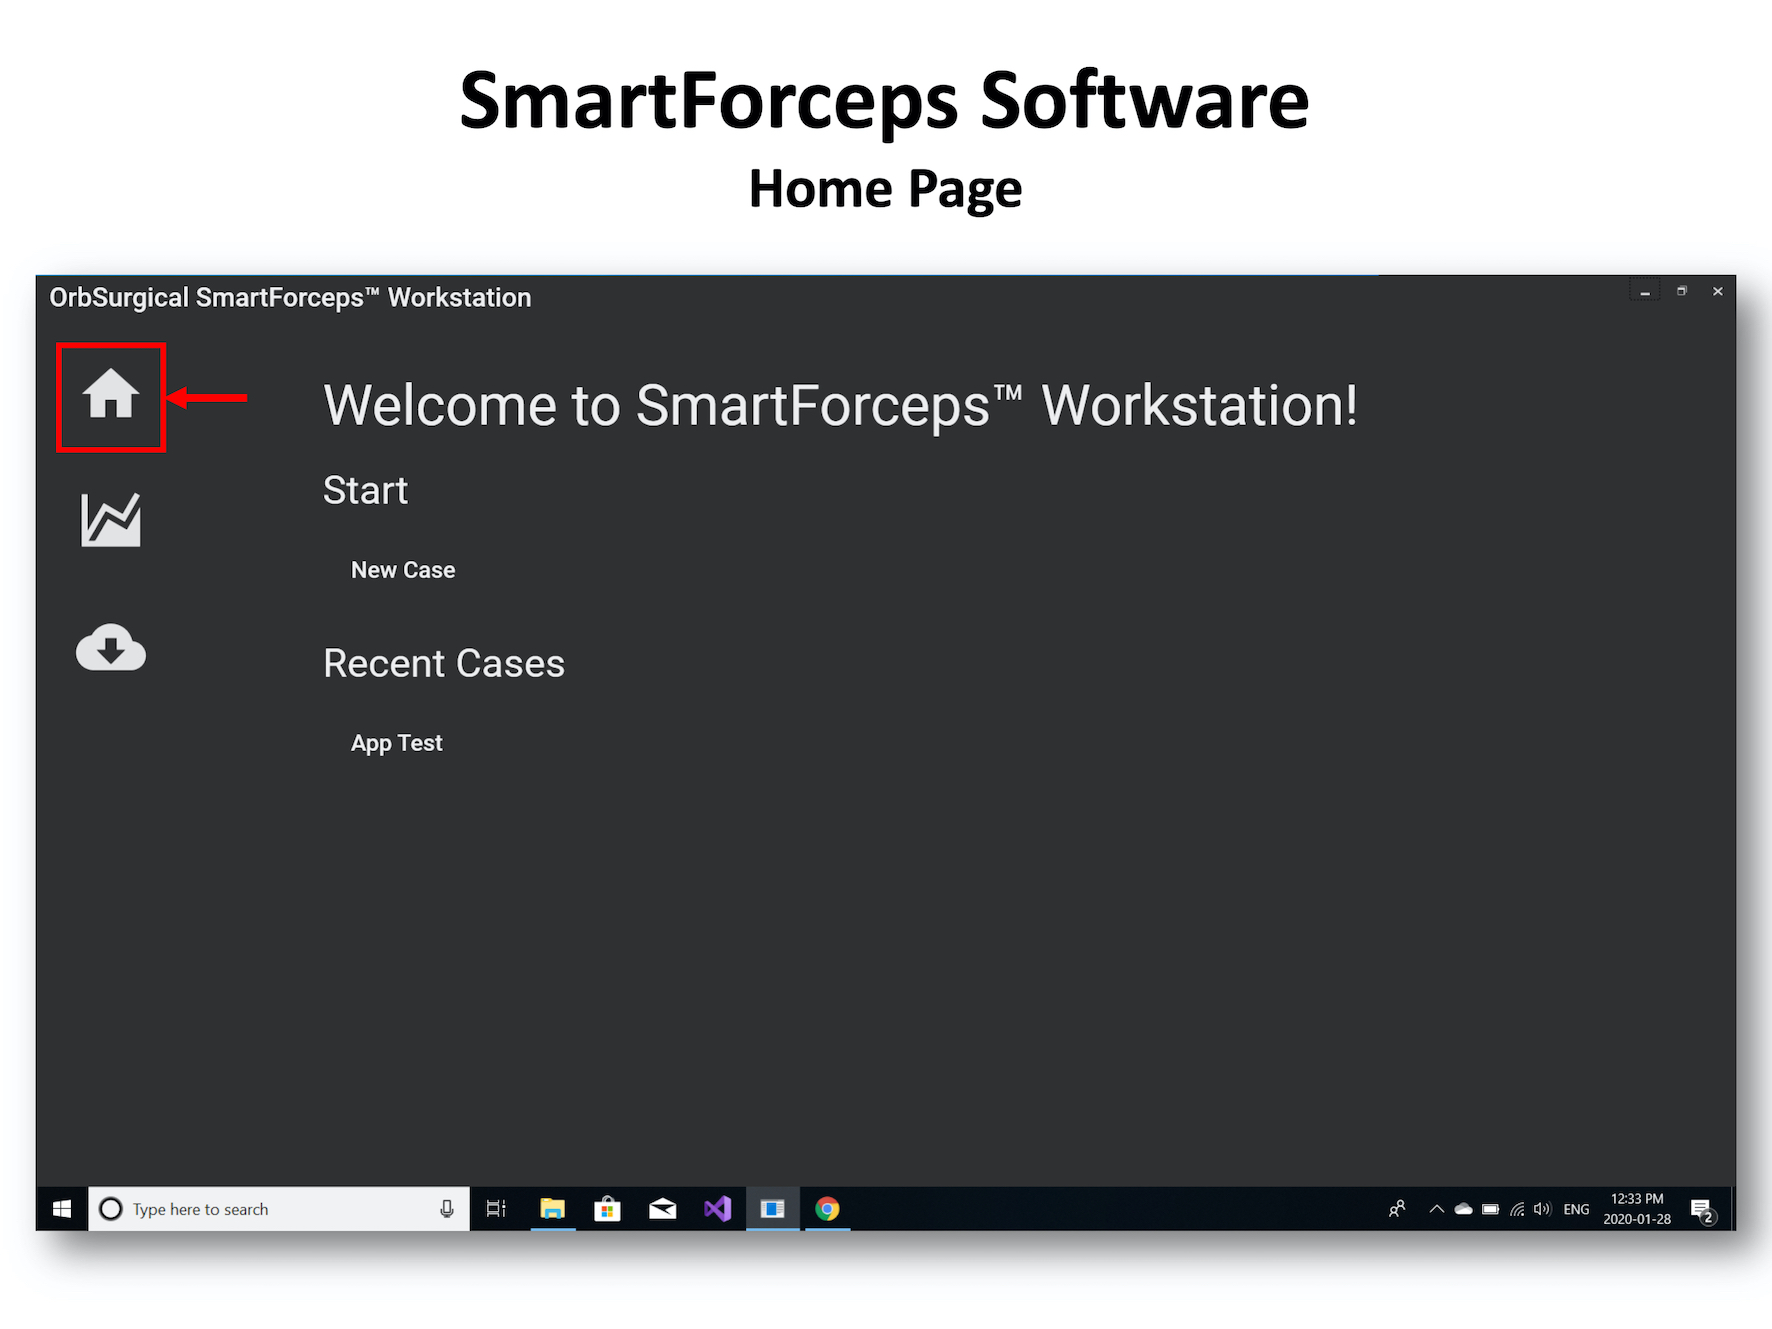 SmartForceps Software
Home Page
OrbSurgical SmartForceps™ Workstation
Welcome to SmartForceps™ Workstation!
Start
New Case
Recent Cases
App Test
Type here to search
ENG
12:33 PM
2020-01-28
2